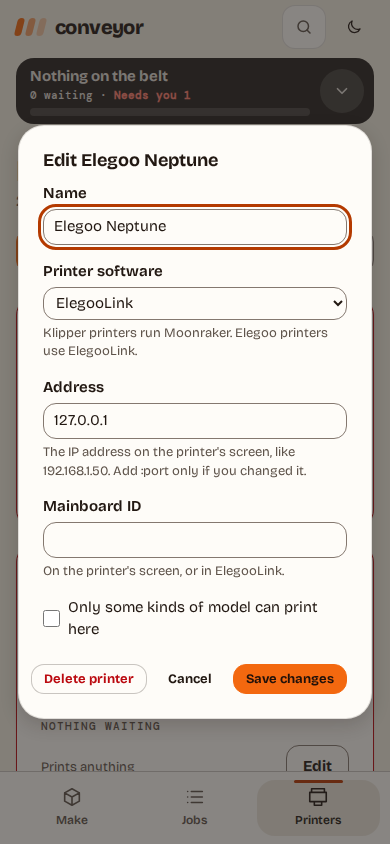 conveyor
Nothing on the belt
0 waiting · Needs you 1
Edit Elegoo Neptune
Name
Elegoo Neptune
Printer software
ElegooLink
Klipper printers run Moonraker. Elegoo printers
use ElegooLink.
Address
127.0.0.1
The IP address on the printer's screen, like
192.168.1.50. Add :port only if you changed it.
Mainboard ID
On the printer's screen, or in ElegooLink.
Only some kinds of model can print
here
Delete printer Cancel Save changes
NOTHING WAITING
Prints anything Edit
Make Jobs Printers